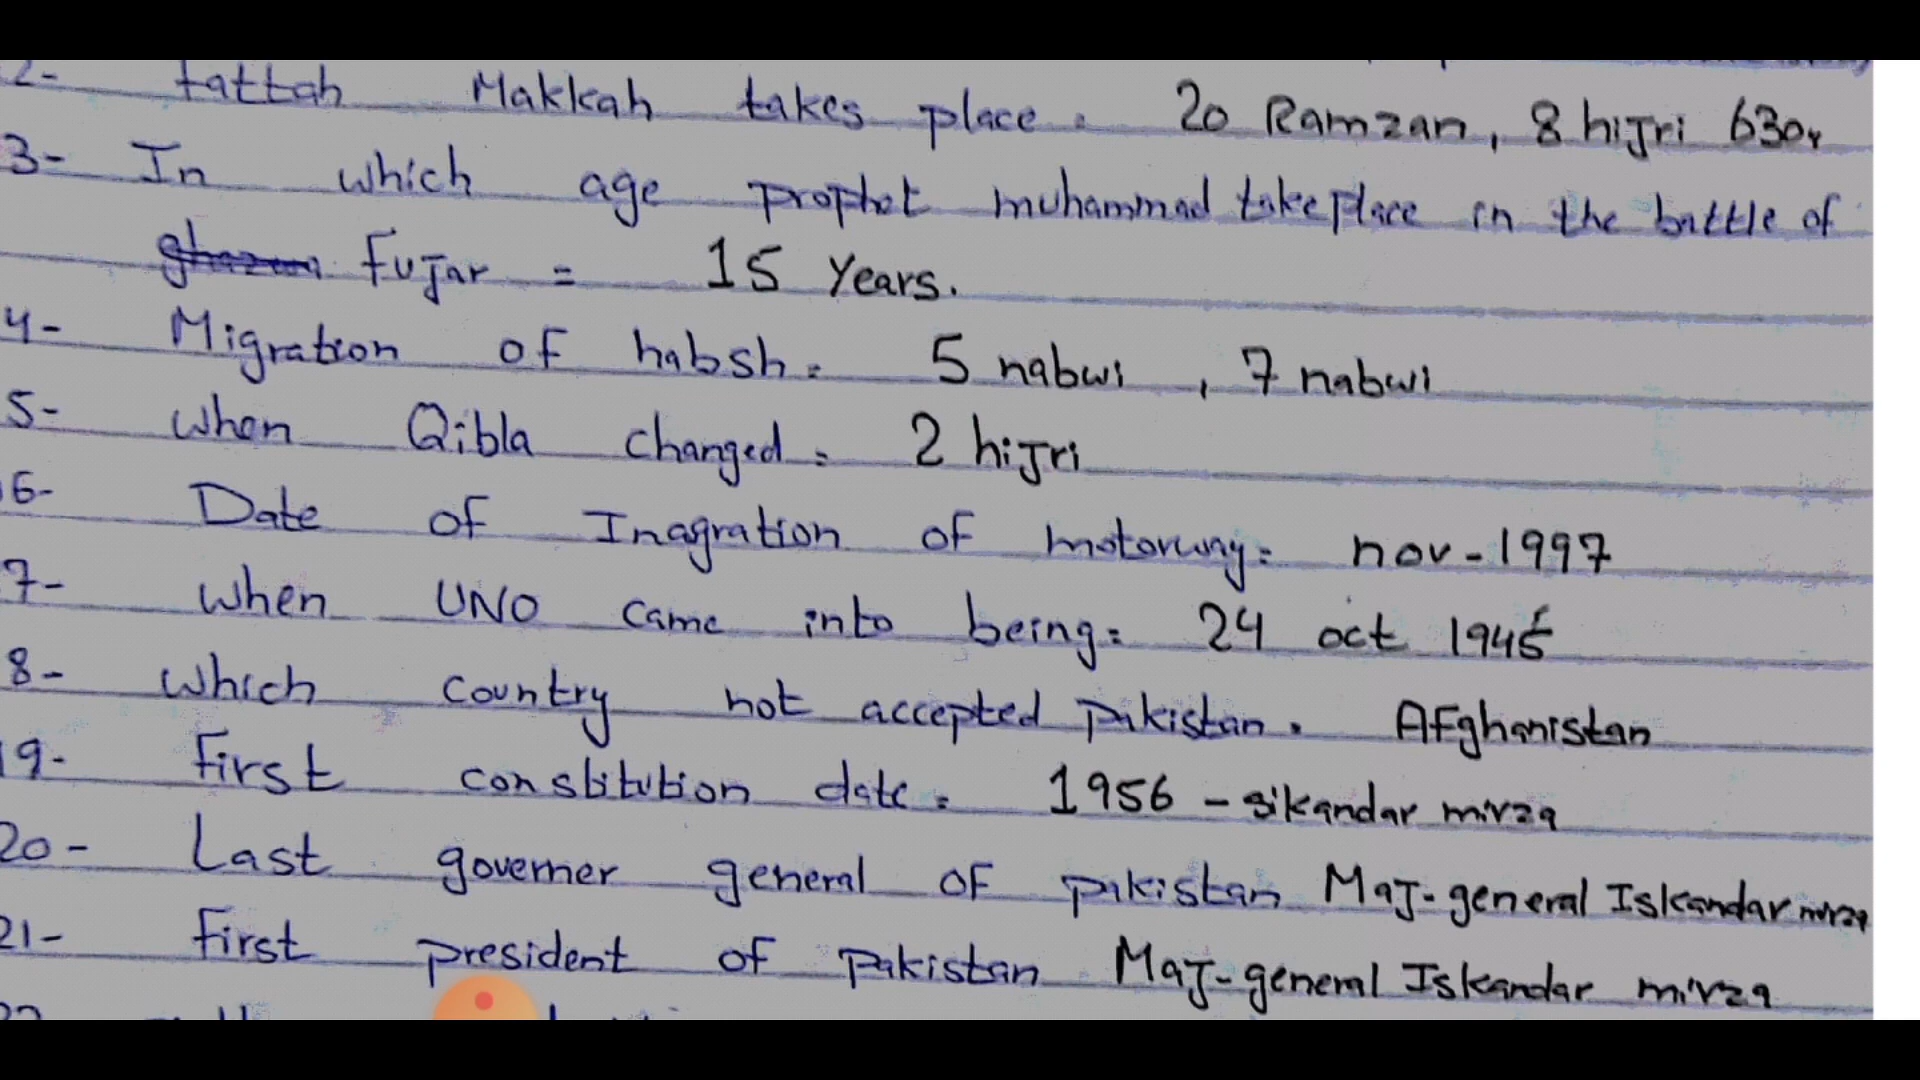 2- fattah Makkah takes place = 20 Ramzan, 8 hijri 630
3- In which age prophet muhammad take place in the battle of
Fujar = 15 Years.
4- Migration of habsh = 5 nabwi, 7 nabwi
5- when Qibla changed = 2 hijri
16- Date of Inagration of motorway = nov-1997
7- when UNO came into being = 24 oct 1945
8- which country not accepted pakistan = Afghanistan
19- first constitution date = 1956 - sikandar mirza
20- Last governer general of pakistan Maj-general Iskandar mirza
21- first president of pakistan Maj-general Iskandar mirza